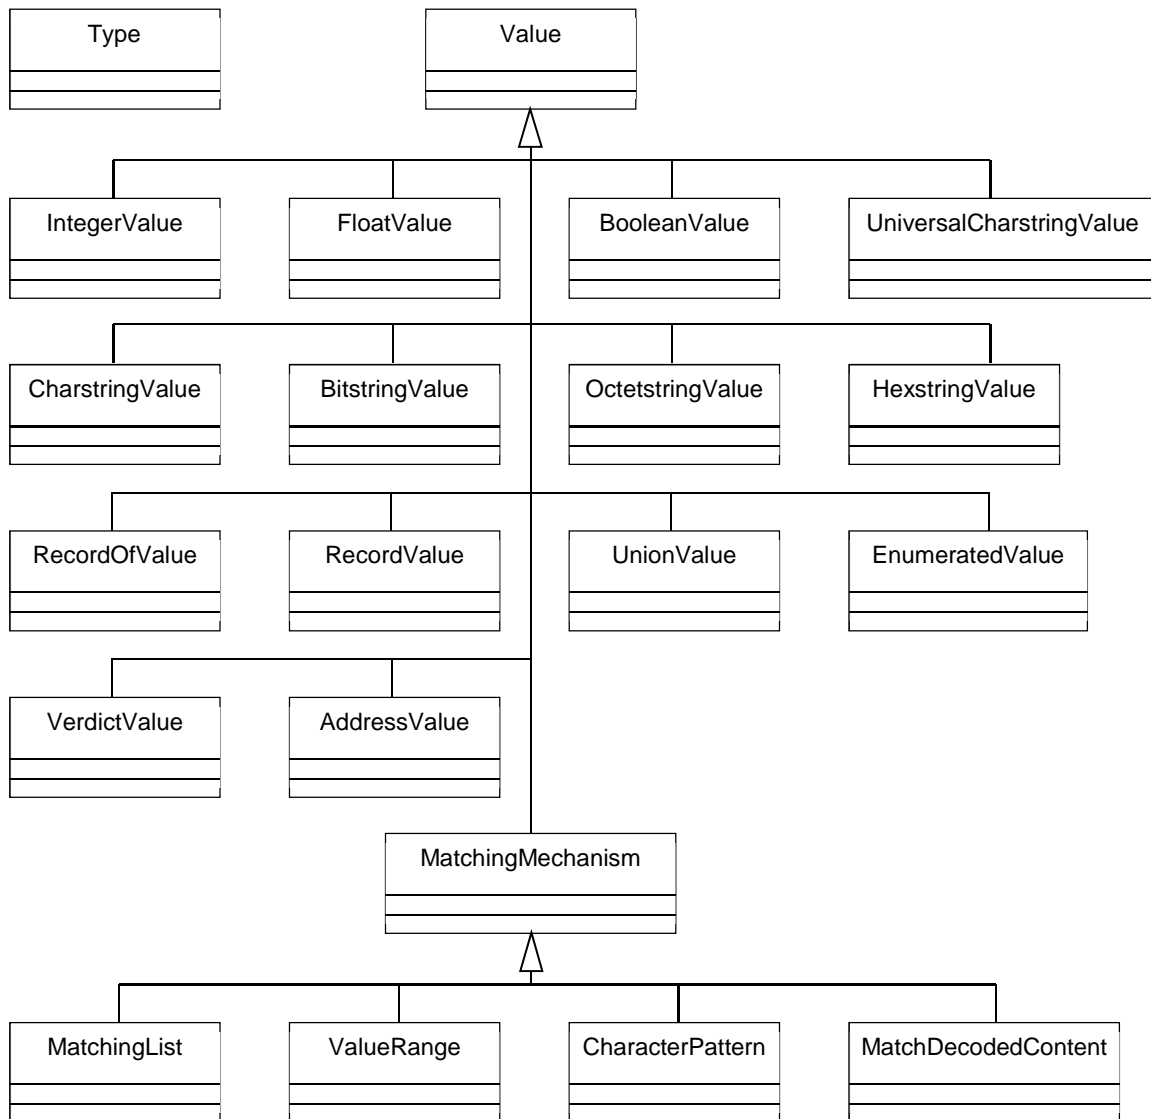 Type
Value
IntegerValue
FloatValue
BooleanValue
UniversalCharstringValue
CharstringValue
BitstringValue
OctetstringValue
HexstringValue
RecordOfValue
RecordValue
UnionValue
EnumeratedValue
VerdictValue
AddressValue
MatchingMechanism
MatchingList
ValueRange
CharacterPattern
MatchDecodedContent